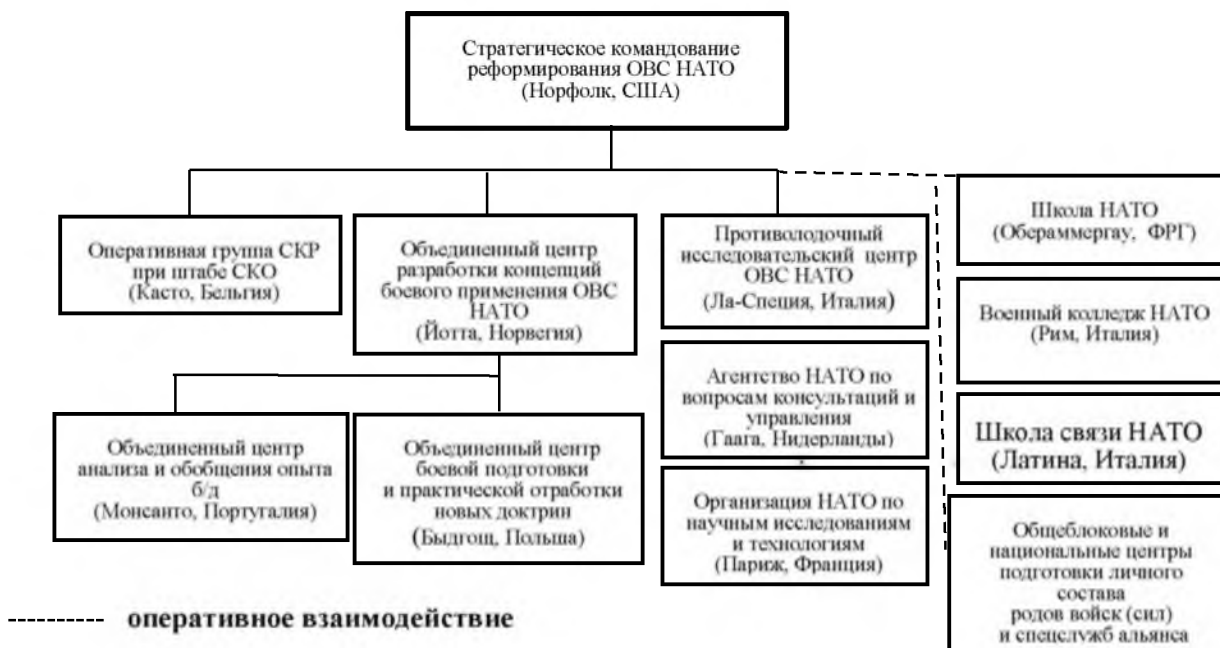 Стратегическое командование
реформирования ОВС НАТО
(Норфолк, США)
Оперативная группа СКР
при штабе СКО
(Касто, Бельгия)
Объединенный центр
разработки концепций
боевого применения ОВС
НАТО
(Йотта, Норвегия)
Противолодочный
исследовательский центр
ОВС НАТО
(Ла-Специя, Италия)
Школа НАТО
(Обераммергау, ФРГ)
Военный колледж НАТО
(Рим, Италия)
Агентство НАТО по
вопросам консультаций и
управления
(Гаага, Нидерланды)
Объединенный центр
анализа и обобщения опыта
б/д
(Монсанто, Португалия)
Объединенный центр
боевой подготовки
и практической отработки
новых доктрин
(Быдгощ, Польша)
Школа связи НАТО
(Латина, Италия)
Организация НАТО по
научным исследованиям
и технологиям
(Париж, Франция)
Общеблоковые и
национальные центры
подготовки личного
состава
родов войск (сил)
и спецслужб альянса
оперативное взаимодействие